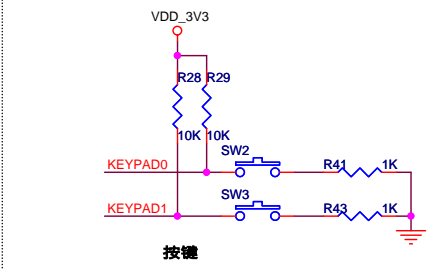 VDD_3V3
R28 R29
10K 10K
SW2
KEYPAD0 R41 1K
SW3
KEYPAD1 R43 1K
按键